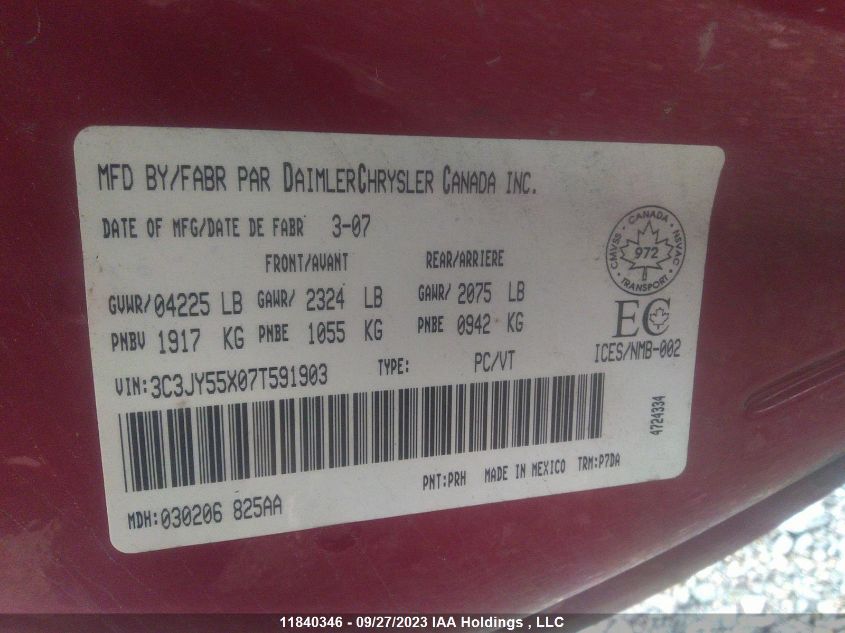 MFD BY/FABR PAR DAIMLERCHRYSLER CANADA INC.
DATE OF MFG/DATE DE FABR 3-07
FRONT/AVANT REAR/ARRIERE
GVWR/04225 LB GAWR/ 2324 LB GAWR/ 2075 LB
PNBV 1917 KG PNBE 1055 KG PNBE 0942 KG
VIN:3C3JY55X07T591903 TYPE: PC/VT
CANADA
CMVSS 972 NSVAC
TRANSPORT
EC
ICES/NMB-002
4724334
PNT:PRH MADE IN MEXICO TRM:P7DA
MDH:030206 825AA
11840346 - 09/27/2023 IAA Holdings , LLC